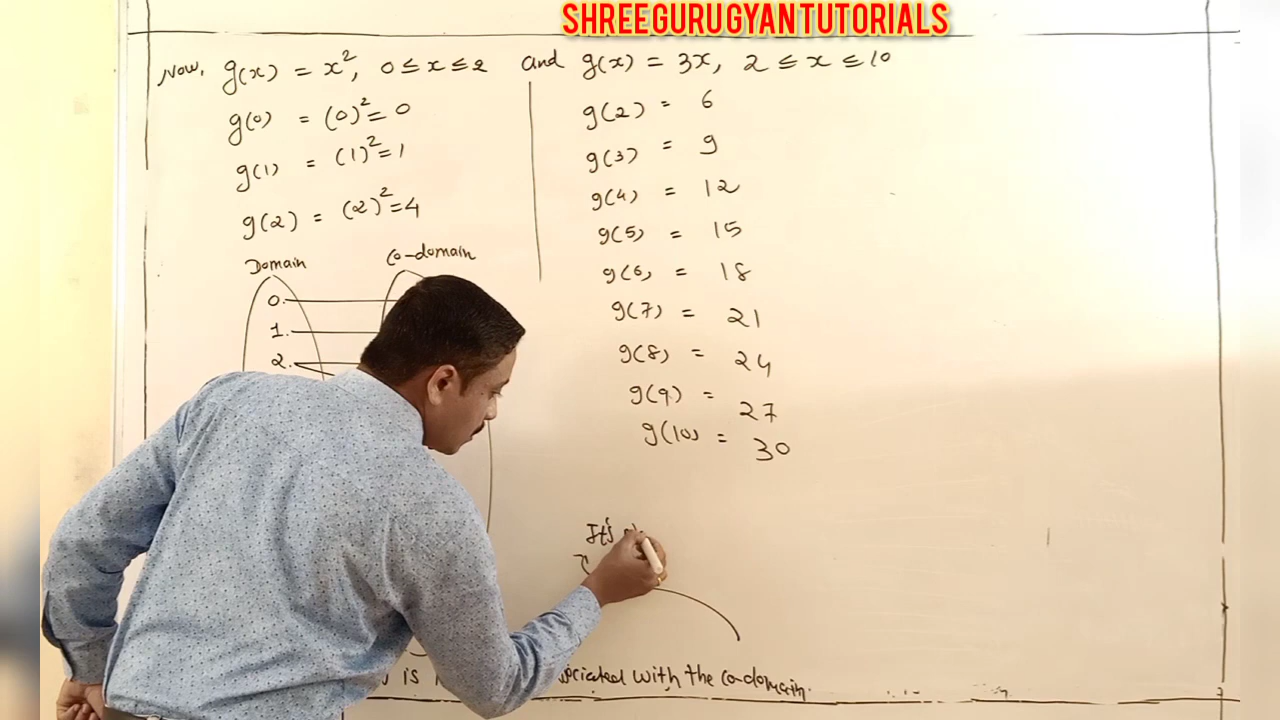 SHREE GURU GYAN TUTORIALS
Now, g(x) = x², 0 ≤ x ≤ 2 and g(x) = 3x, 2 ≤ x ≤ 10
g(0) = (0)² = 0
g(1) = (1)² = 1
g(2) = (2)² = 4
g(2) = 6
g(3) = 9
g(4) = 12
g(5) = 15
g(6) = 18
g(7) = 21
g(8) = 24
g(9) = 27
g(10) = 30
Domain Co-domain
0.
1.
2.
It's
is
with the co-domain.